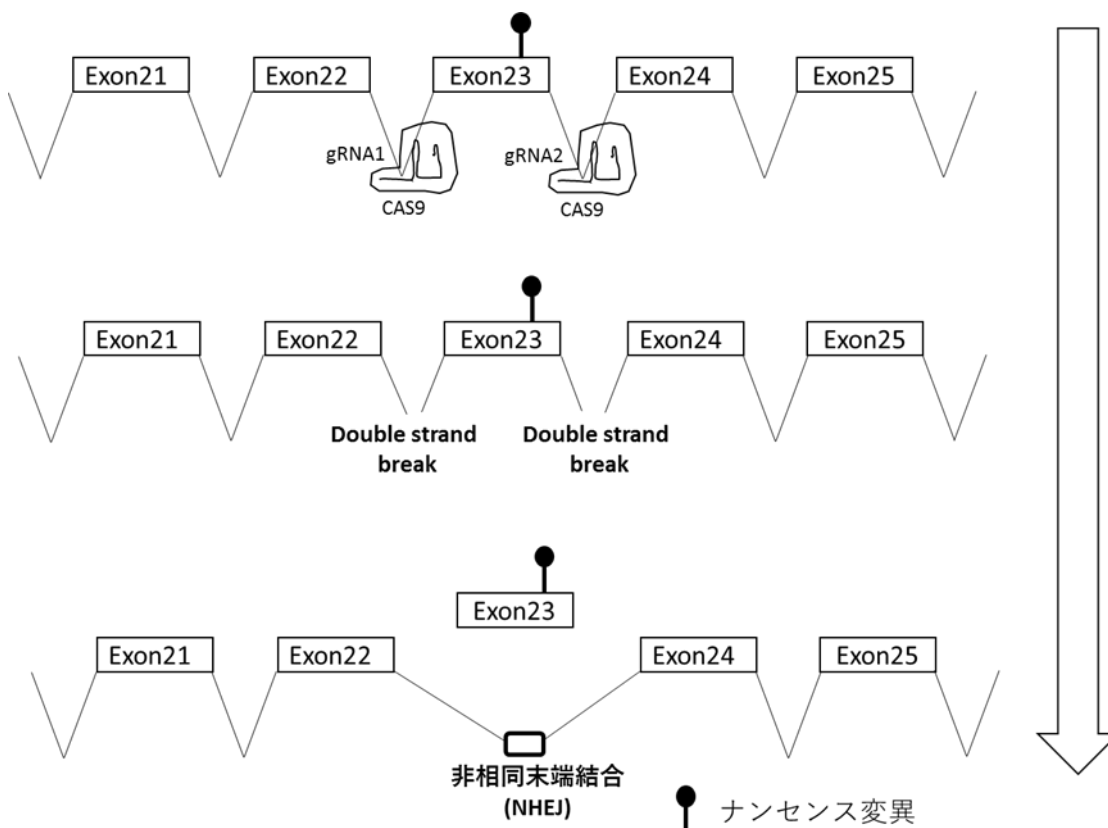 Exon21
Exon22
Exon23
Exon24
Exon25
gRNA1
gRNA2
CAS9
CAS9
Exon21
Exon22
Exon23
Exon24
Exon25
Double strand
break
Double strand
break
Exon23
Exon21
Exon22
Exon24
Exon25
非相同末端結合
(NHEJ)
ナンセンス変異